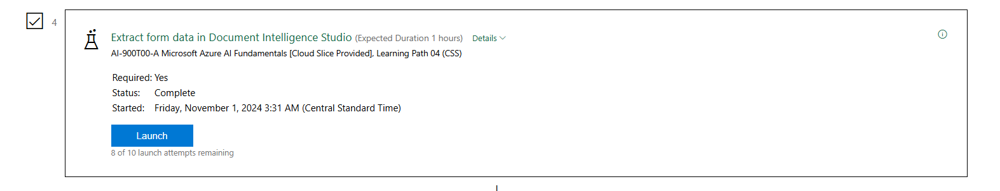 4
Extract form data in Document Intelligence Studio (Expected Duration 1 hours) Details
AI-900T00-A Microsoft Azure AI Fundamentals [Cloud Slice Provided], Learning Path 04 (CSS)
Required: Yes
Status: Complete
Started: Friday, November 1, 2024 3:31 AM (Central Standard Time)
Launch
8 of 10 launch attempts remaining